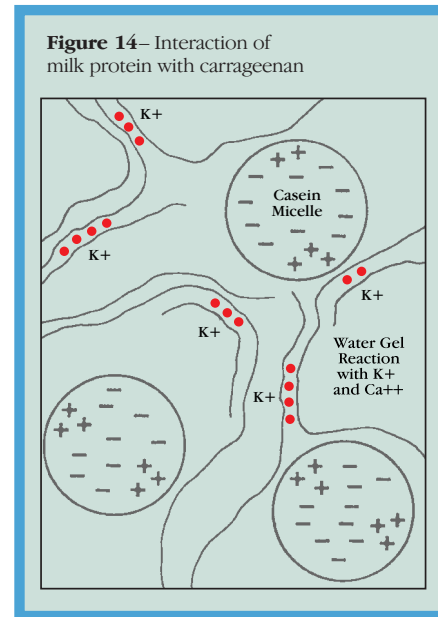 Figure 14– Interaction of
milk protein with carrageenan
K+
Casein
Micelle
K+
K+
K+
Water Gel
Reaction
with K+
and Ca++
K+